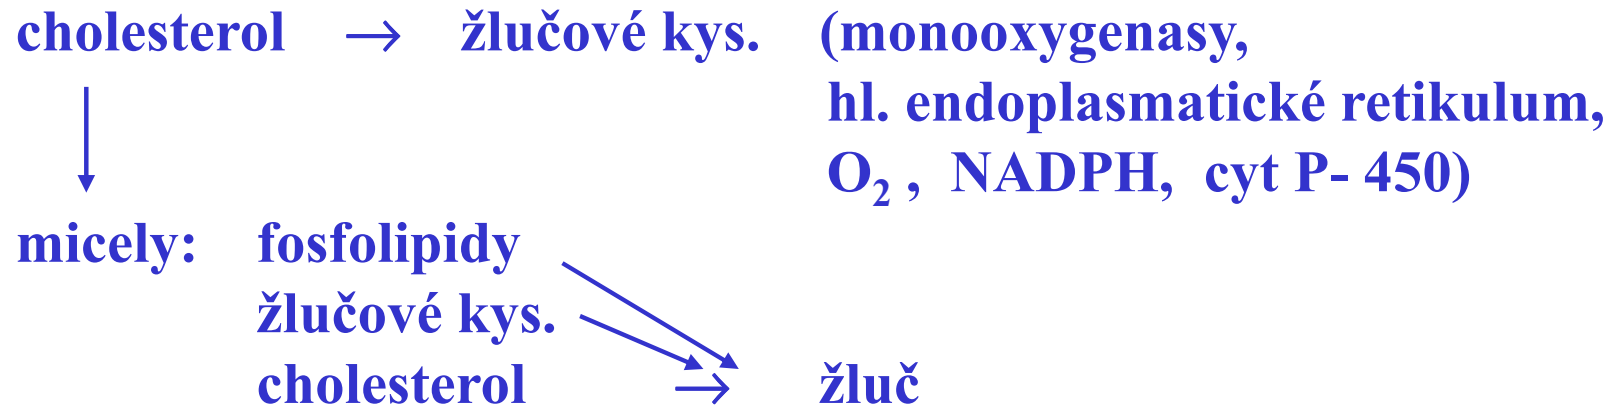 cholesterol → žlučové kys. (monooxygenasy,
hl. endoplasmatické retikulum,
O₂ , NADPH, cyt P- 450)
micely: fosfolipidy
žlučové kys.
cholesterol → žluč